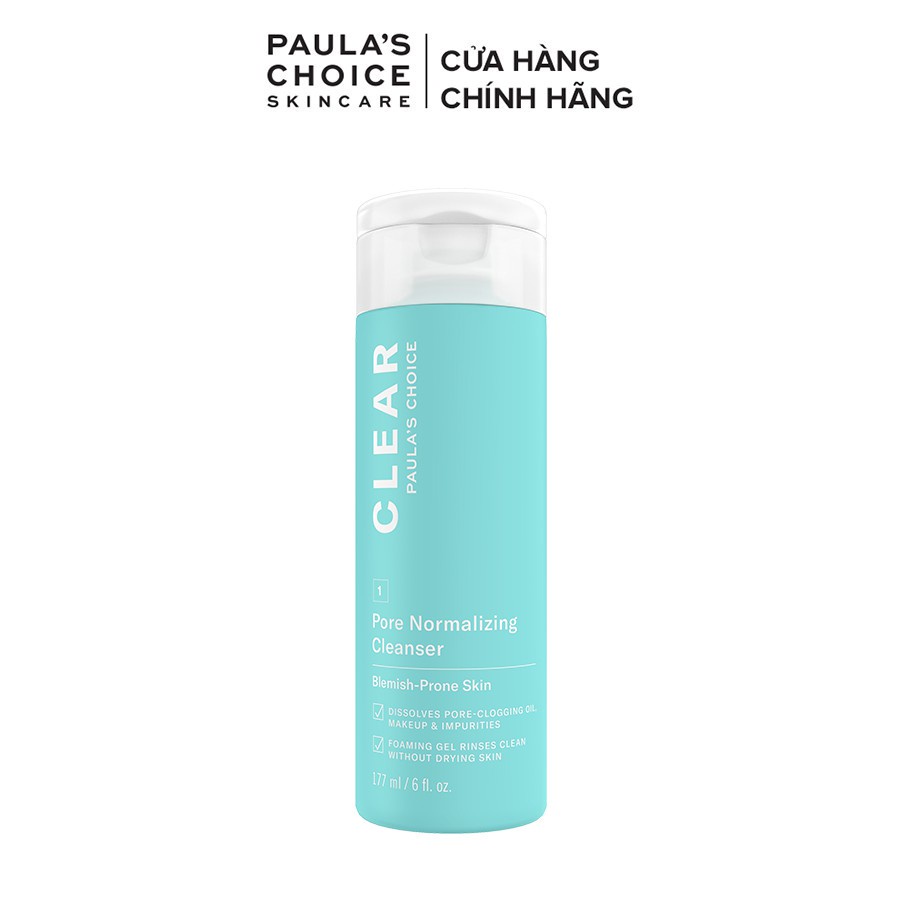 PAULA'S
CHOICE
SKINCARE
CỬA HÀNG
CHÍNH HÃNG
CLEAR
PAULA'S CHOICE
1
Pore Normalizing
Cleanser
Blemish-Prone Skin
DISSOLVES PORE-CLOGGING OIL,
MAKEUP & IMPURITIES
FOAMING GEL RINSES CLEAN
WITHOUT DRYING SKIN
177 ml / 6 fl. oz.